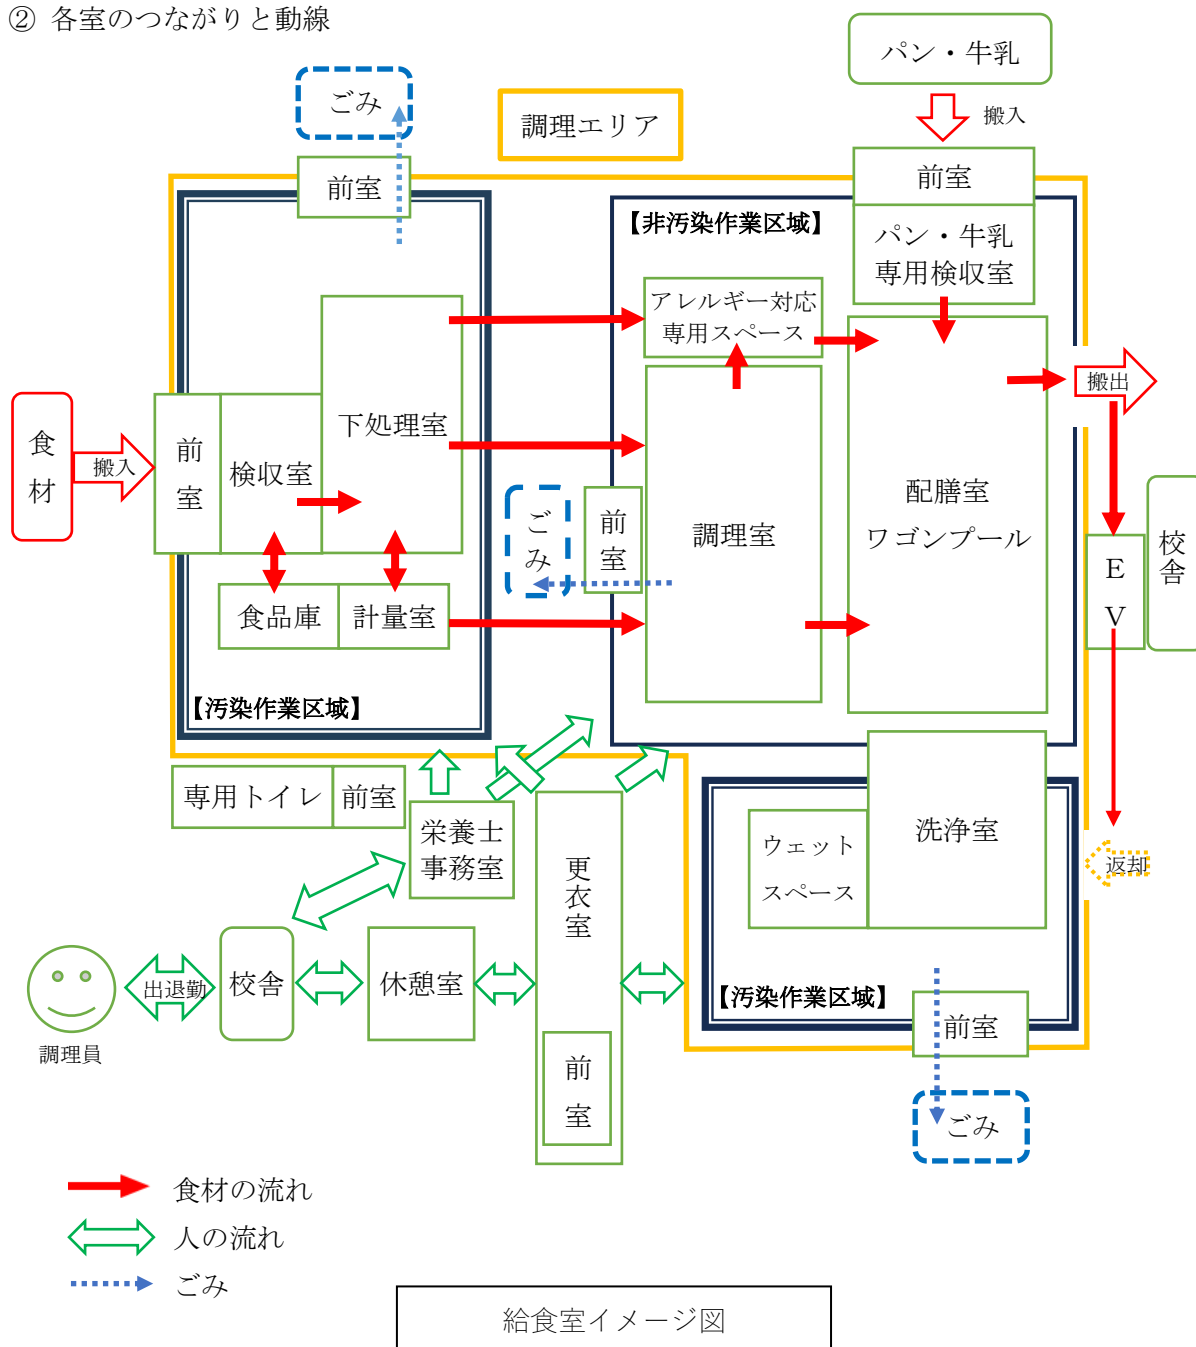 ② 各室のつながりと動線
パン・牛乳
搬入
ごみ
調理エリア
前室
前室
【非汚染作業区域】
パン・牛乳
専用検収室
アレルギー対応
専用スペース
搬出
食
材
搬入
前
室
検収室
下処理室
ご
み
前
室
調理室
配膳室
ワゴンプール
E
V
校
舎
食品庫
計量室
【汚染作業区域】
専用トイレ
前室
栄養士
事務室
更
衣
室
ウェット
スペース
洗浄室
返却
調理員
出退勤
校舎
休憩室
前
室
【汚染作業区域】
前室
ごみ
食材の流れ
人の流れ
ごみ
給食室イメージ図